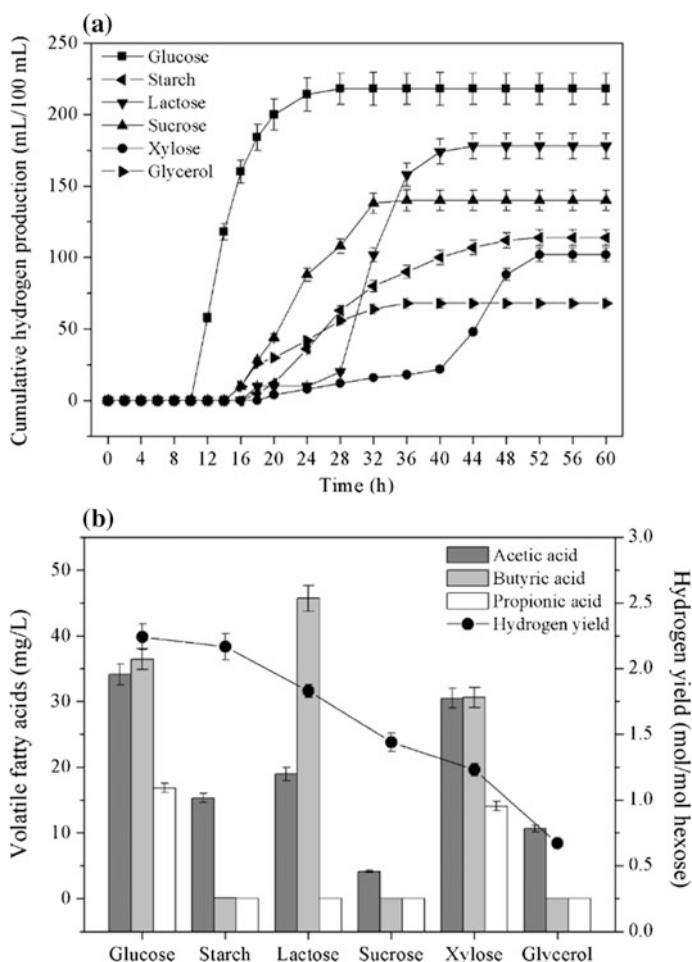 (a)
Cumulative hydrogen production (mL/100 mL)
250
200
150
100
50
0
Glucose
Starch
Lactose
Sucrose
Xylose
Glycerol
0 4 8 12 16 20 24 28 32 36 40 44 48 52 56 60
Time (h)
(b)
Volatile fatty acids (mg/L)
50
40
30
20
10
0
Acetic acid
Butyric acid
Propionic acid
Hydrogen yield
3.0
2.5
2.0
1.5
1.0
0.5
0.0
Hydrogen yield (mol/mol hexose)
Glucose Starch Lactose Sucrose Xylose Glycerol